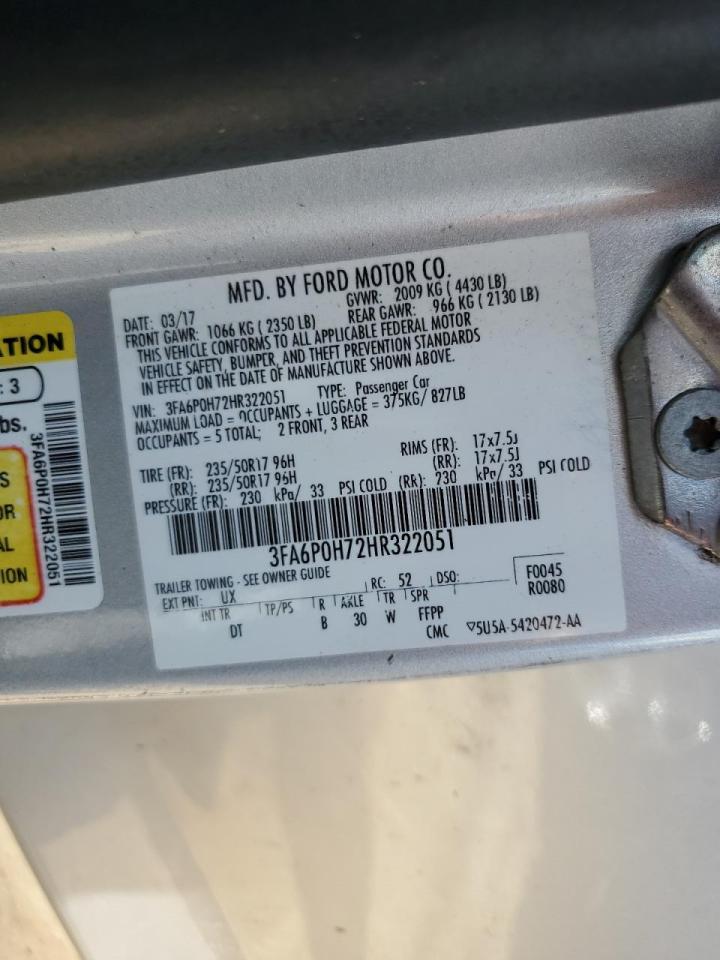 MFD. BY FORD MOTOR CO.
DATE: 03/17 GVWR: 2009 KG ( 4430 LB)
FRONT GAWR: 1066 KG ( 2350 LB) REAR GAWR: 966 KG ( 2130 LB)
THIS VEHICLE CONFORMS TO ALL APPLICABLE FEDERAL MOTOR
VEHICLE SAFETY, BUMPER, AND THEFT PREVENTION STANDARDS
IN EFFECT ON THE DATE OF MANUFACTURE SHOWN ABOVE.
VIN: 3FA6P0H72HR322051 TYPE: Passenger Car
MAXIMUM LOAD = OCCUPANTS + LUGGAGE = 375KG/ 827LB
OCCUPANTS = 5 TOTAL; 2 FRONT, 3 REAR
TIRE (FR): 235/50R17 96H RIMS (FR): 17x7.5J
(RR): 235/50R17 96H (RR): 17x7.5J
PRESSURE (FR): 230 kPa/ 33 PSI COLD (RR): 230 kPa/ 33 PSI COLD
3FA6P0H72HR322051
TRAILER TOWING - SEE OWNER GUIDE
EXT PNT: UX RC: 52 DSO: F0045
INT TR TP/PS R AXLE TR SPR R0080
DT B 30 W FFPP
CMC ▽5U5A-5420472-AA
ATION
: 3
bs.
S
OR
AL
ION
3FA6P0H72HR322051